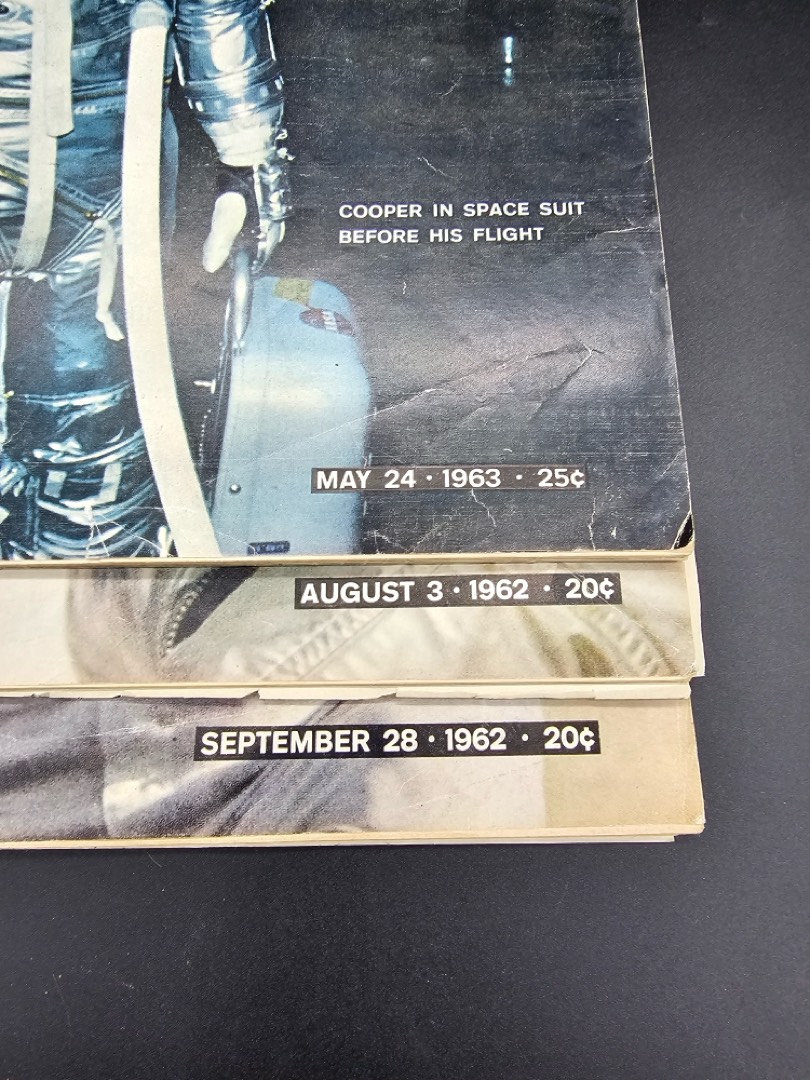 COOPER IN SPACE SUIT
BEFORE HIS FLIGHT
MAY 24 · 1963 · 25¢
AUGUST 3 · 1962 · 20¢
SEPTEMBER 28 · 1962 · 20¢